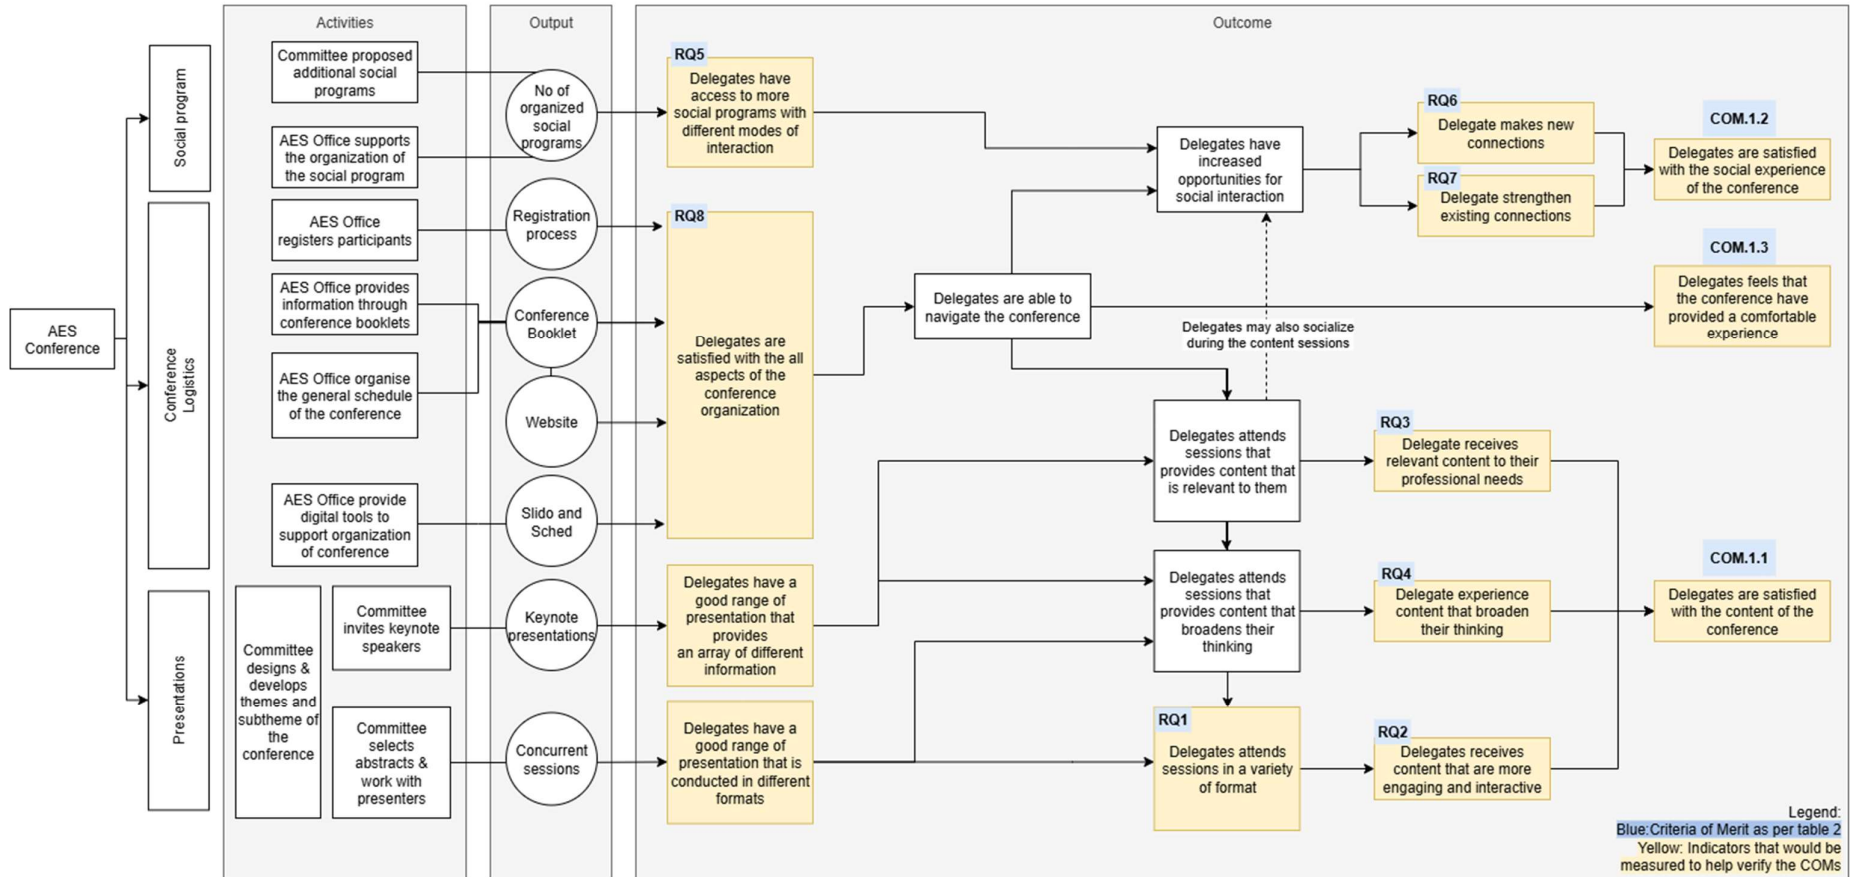 Activities
Output
Outcome
AES
Conference
Social program
Conference
Logistics
Presentations
Committee proposed
additional social
programs
AES Office supports
the organization of
the social program
AES Office
registers participants
AES Office provides
information through
conference booklets
AES Office organise
the general schedule
of the conference
AES Office provide
digital tools to
support organization
of conference
Committee
designs &
develops
themes and
subtheme of
the
conference
Committee
invites keynote
speakers
Committee
selects
abstracts &
work with
presenters
No of
organized
social
programs
Registration
process
Conference
Booklet
Website
Slido and
Sched
Keynote
presentations
Concurrent
sessions
RQ5
Delegates have
access to more
social programs with
different modes of
interaction
RQ8
Delegates are
satisfied with the all
aspects of the
conference
organization
Delegates have a
good range of
presentation that
provides
an array of different
information
Delegates have a
good range of
presentation that is
conducted in different
formats
Delegates are able to
navigate the conference
Delegates have
increased
opportunities for
social interaction
Delegates may also socialize
during the content sessions
Delegates attends
sessions that
provides content that
is relevant to them
Delegates attends
sessions that
provides content that
broadens their
thinking
RQ1
Delegates attends
sessions in a variety
of format
RQ6
Delegate makes new
connections
RQ7
Delegate strengthen
existing connections
RQ3
Delegate receives
relevant content to their
professional needs
RQ4
Delegate experience
content that broaden
their thinking
RQ2
Delegates receives
content that are more
engaging and interactive
COM.1.2
Delegates are satisfied
with the social experience
of the conference
COM.1.3
Delegates feels that
the conference have
provided a comfortable
experience
COM.1.1
Delegates are satisfied
with the content of the
conference
Legend:
Blue:Criteria of Merit as per table 2
Yellow: Indicators that would be
measured to help verify the COMs